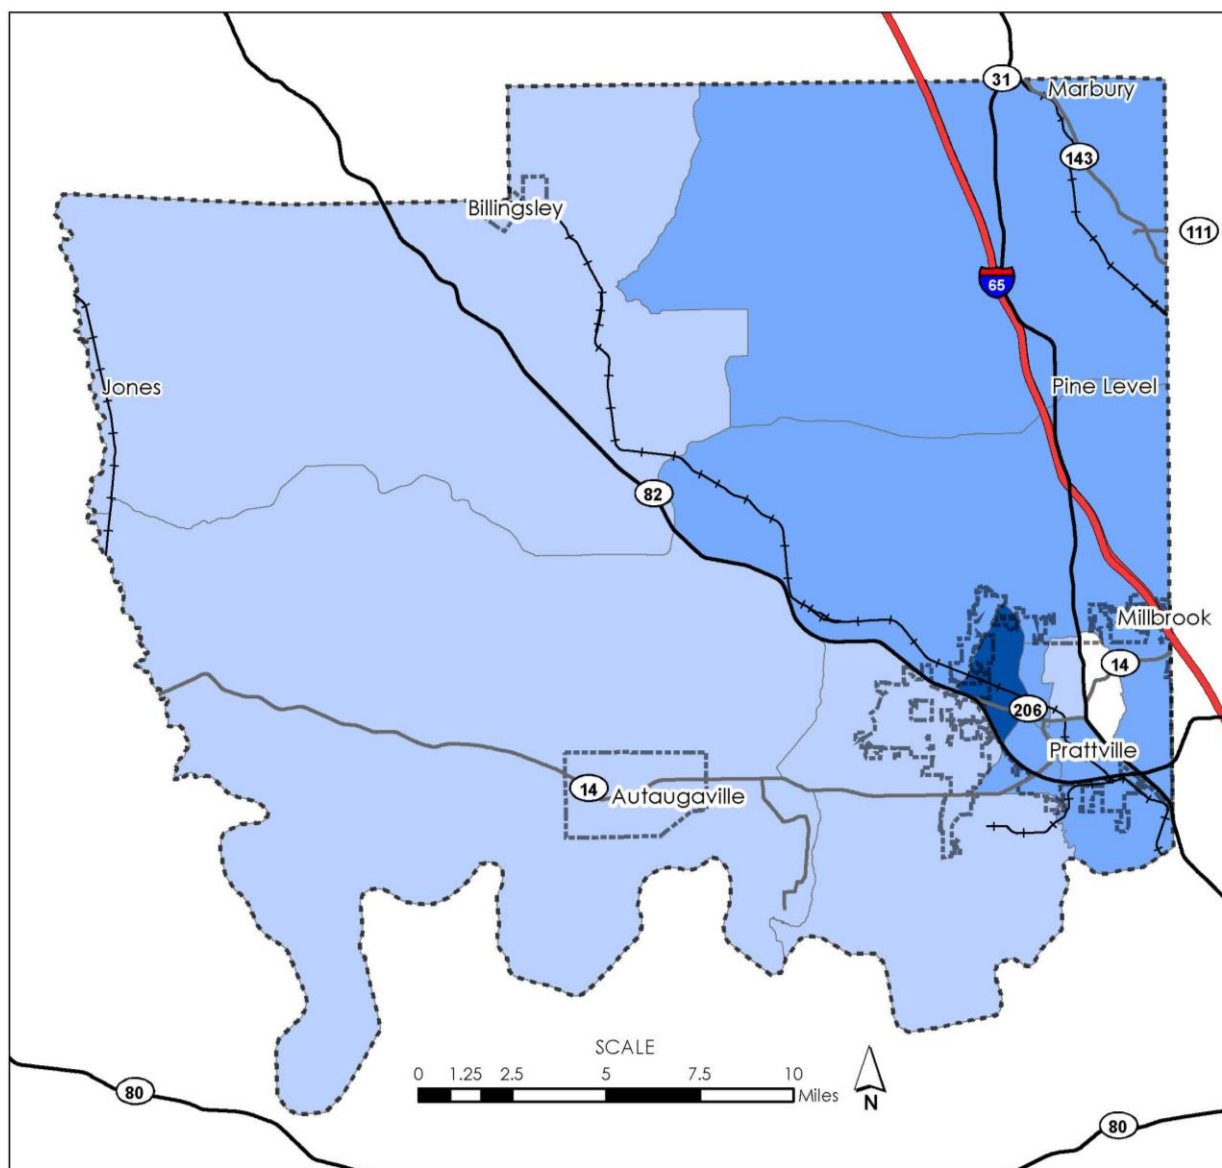 31
Marbury
143
Billingsley
111
65
Jones
Pine Level
82
Millbrook
14
206
Prattville
14
Autaugaville
SCALE
0 1.25 2.5 5 7.5 10
Miles
N
80
80